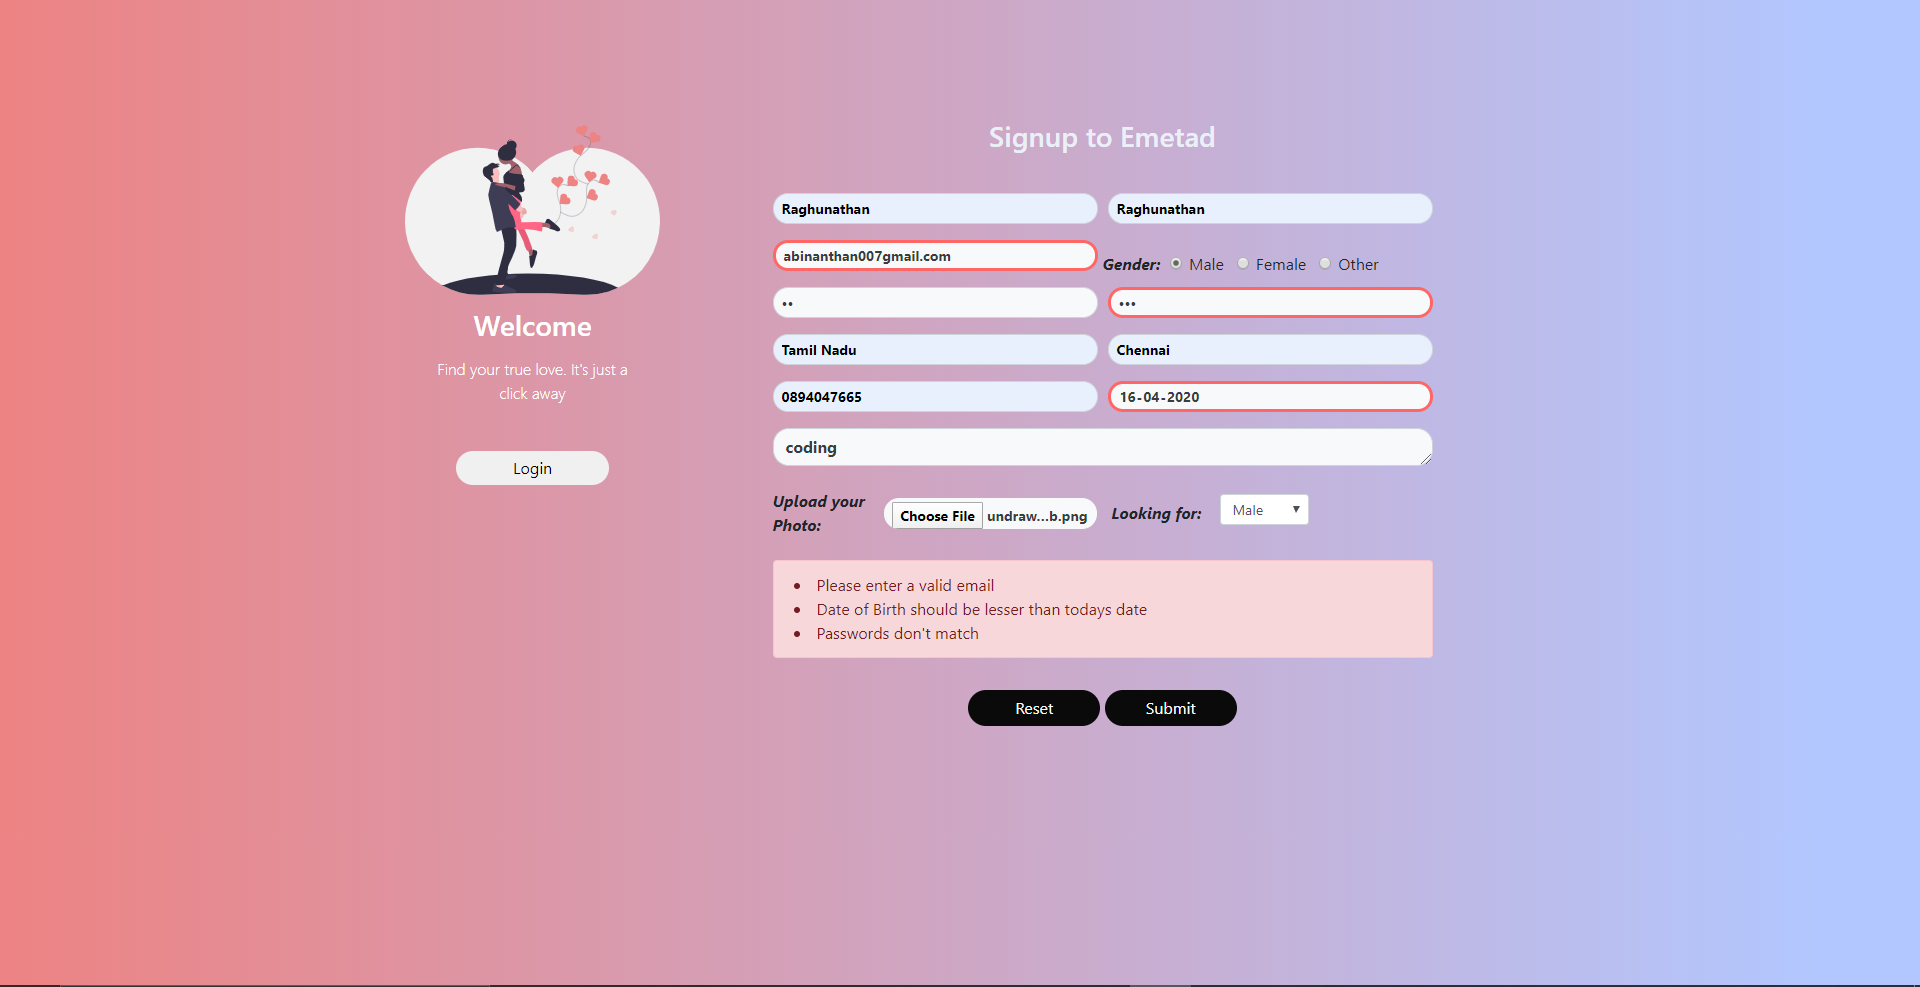 Signup to Emetad
Raghunathan Raghunathan
abinanthan007gmail.com Gender: Male Female Other
•• •••
Tamil Nadu Chennai
0894047665 16-04-2020
coding
Upload your
Photo: Choose File undraw...b.png Looking for: Male
Please enter a valid email
Date of Birth should be lesser than todays date
Passwords don't match
Reset Submit
Welcome
Find your true love. It's just a
click away
Login